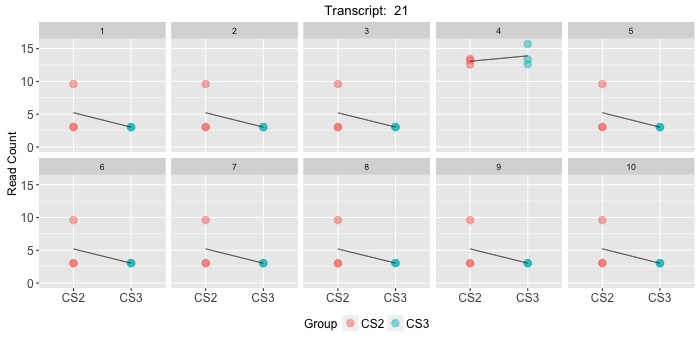 Transcript: 21
1 2 3 4 5
15
10
5
0
Read Count
6 7 8 9 10
15
10
5
0
CS2 CS3 CS2 CS3 CS2 CS3 CS2 CS3 CS2 CS3
Group CS2 CS3